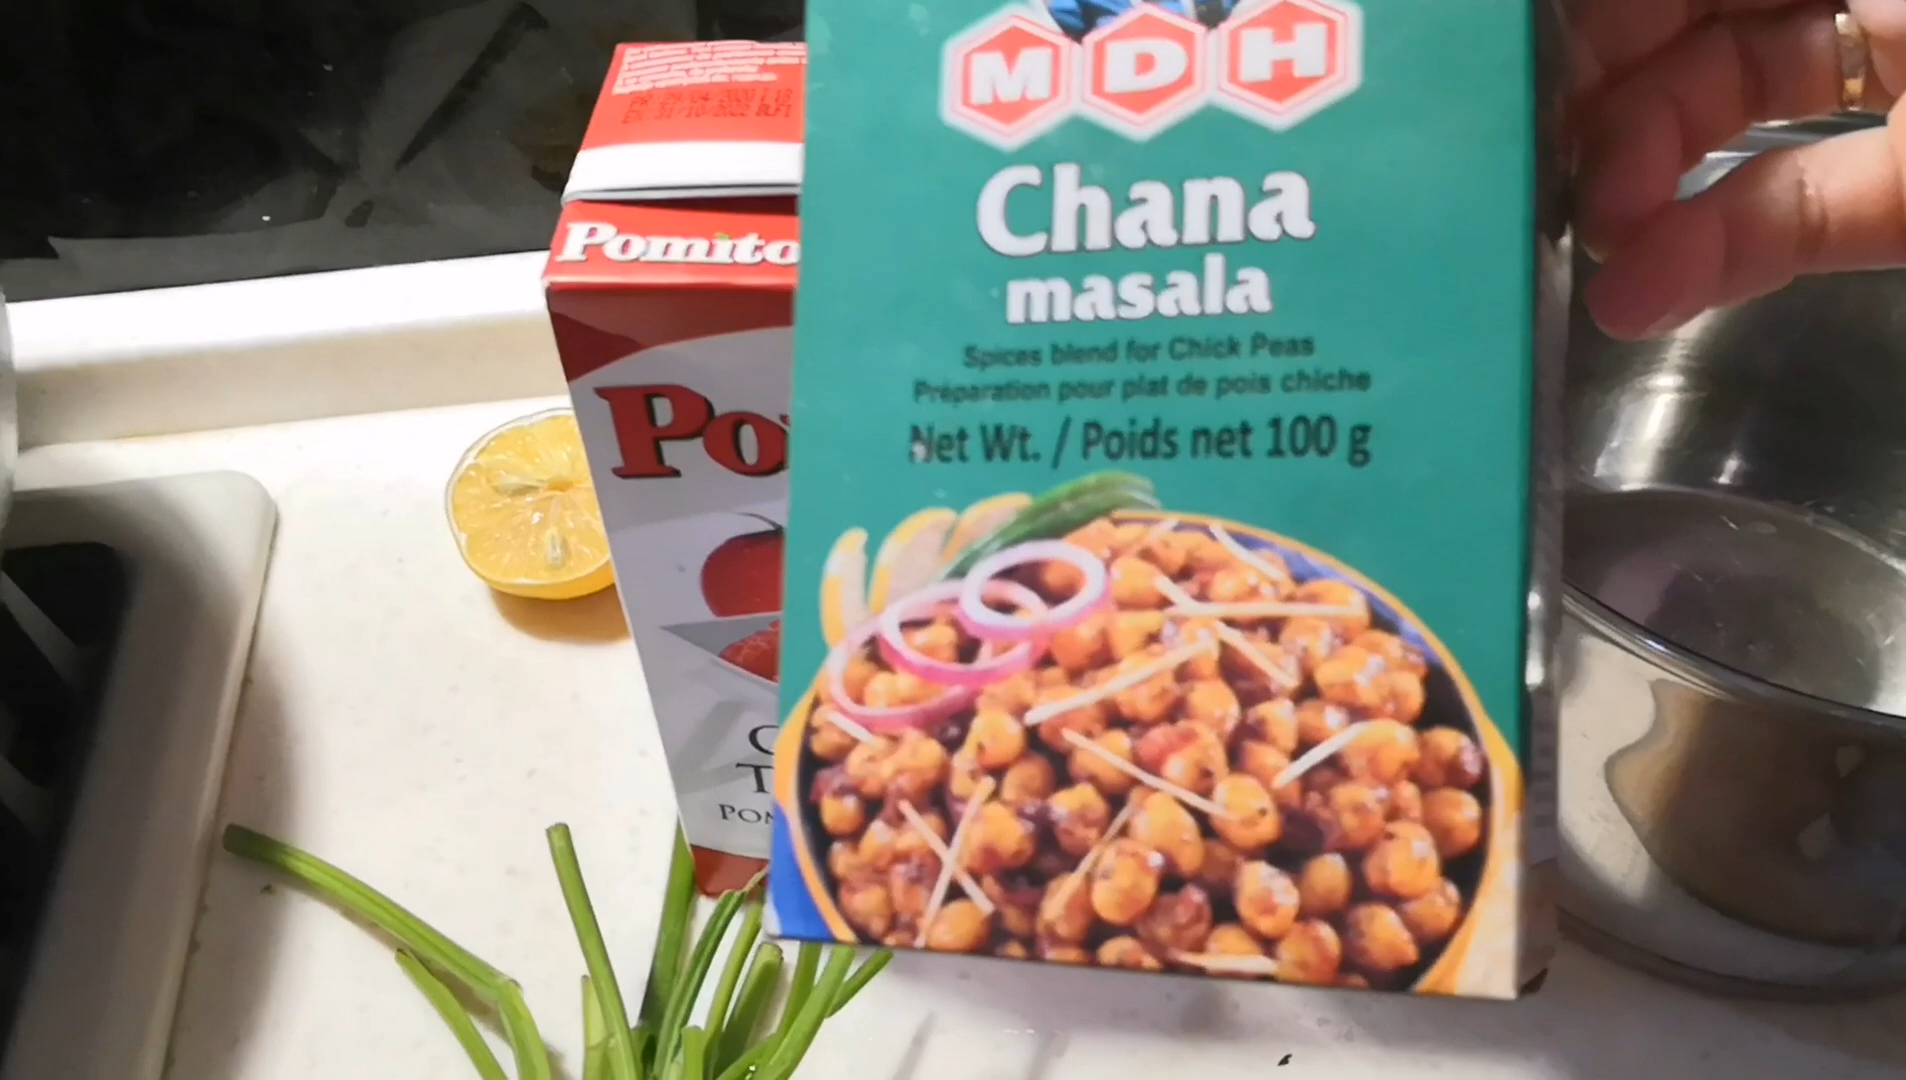 MDH
Chana
masala
Spices blend for Chick Peas
Préparation pour plat de pois chiche
Net Wt. / Poids net 100 g
Pomito
Po
C
T
POM